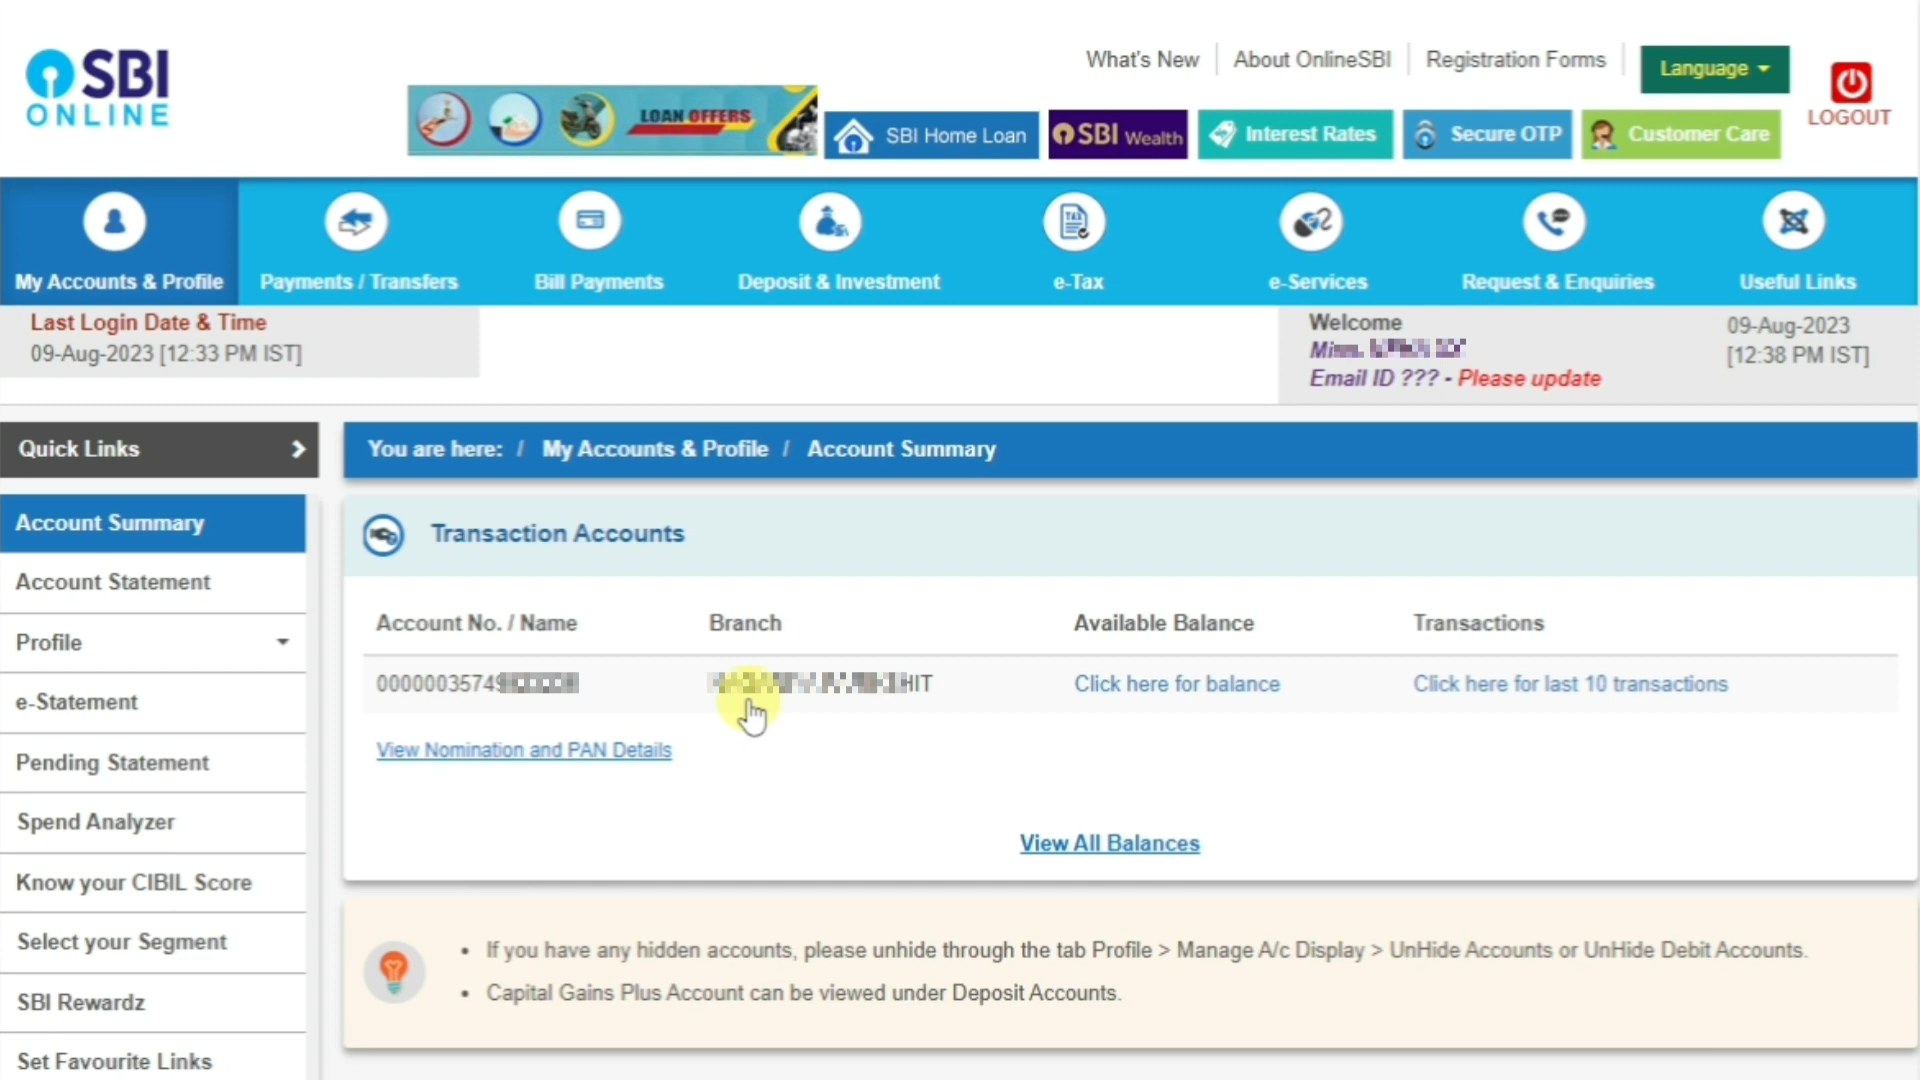 SBI
ONLINE
What's New
About OnlineSBI
Registration Forms
Language
LOGOUT
LOAN OFFERS
SBI Home Loan
SBI Wealth
Interest Rates
Secure OTP
Customer Care
My Accounts & Profile
Payments / Transfers
Bill Payments
Deposit & Investment
e-Tax
e-Services
Request & Enquiries
Useful Links
Last Login Date & Time
09-Aug-2023 [12:33 PM IST]
Welcome
Email ID ??? - Please update
09-Aug-2023
[12:38 PM IST]
Quick Links
You are here: / My Accounts & Profile / Account Summary
Account Summary
Account Statement
Profile
e-Statement
Pending Statement
Spend Analyzer
Know your CIBIL Score
Select your Segment
SBI Rewardz
Set Favourite Links
Transaction Accounts
Account No. / Name
Branch
Available Balance
Transactions
0000003574
HIT
Click here for balance
Click here for last 10 transactions
View Nomination and PAN Details
View All Balances
• If you have any hidden accounts, please unhide through the tab Profile > Manage A/c Display > UnHide Accounts or UnHide Debit Accounts.
• Capital Gains Plus Account can be viewed under Deposit Accounts.